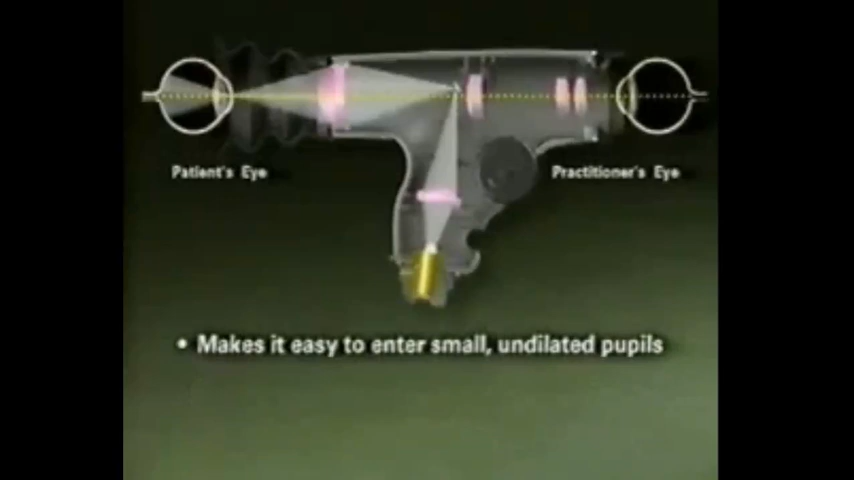 Patient's Eye
Practitioner's Eye
• Makes it easy to enter small, undilated pupils